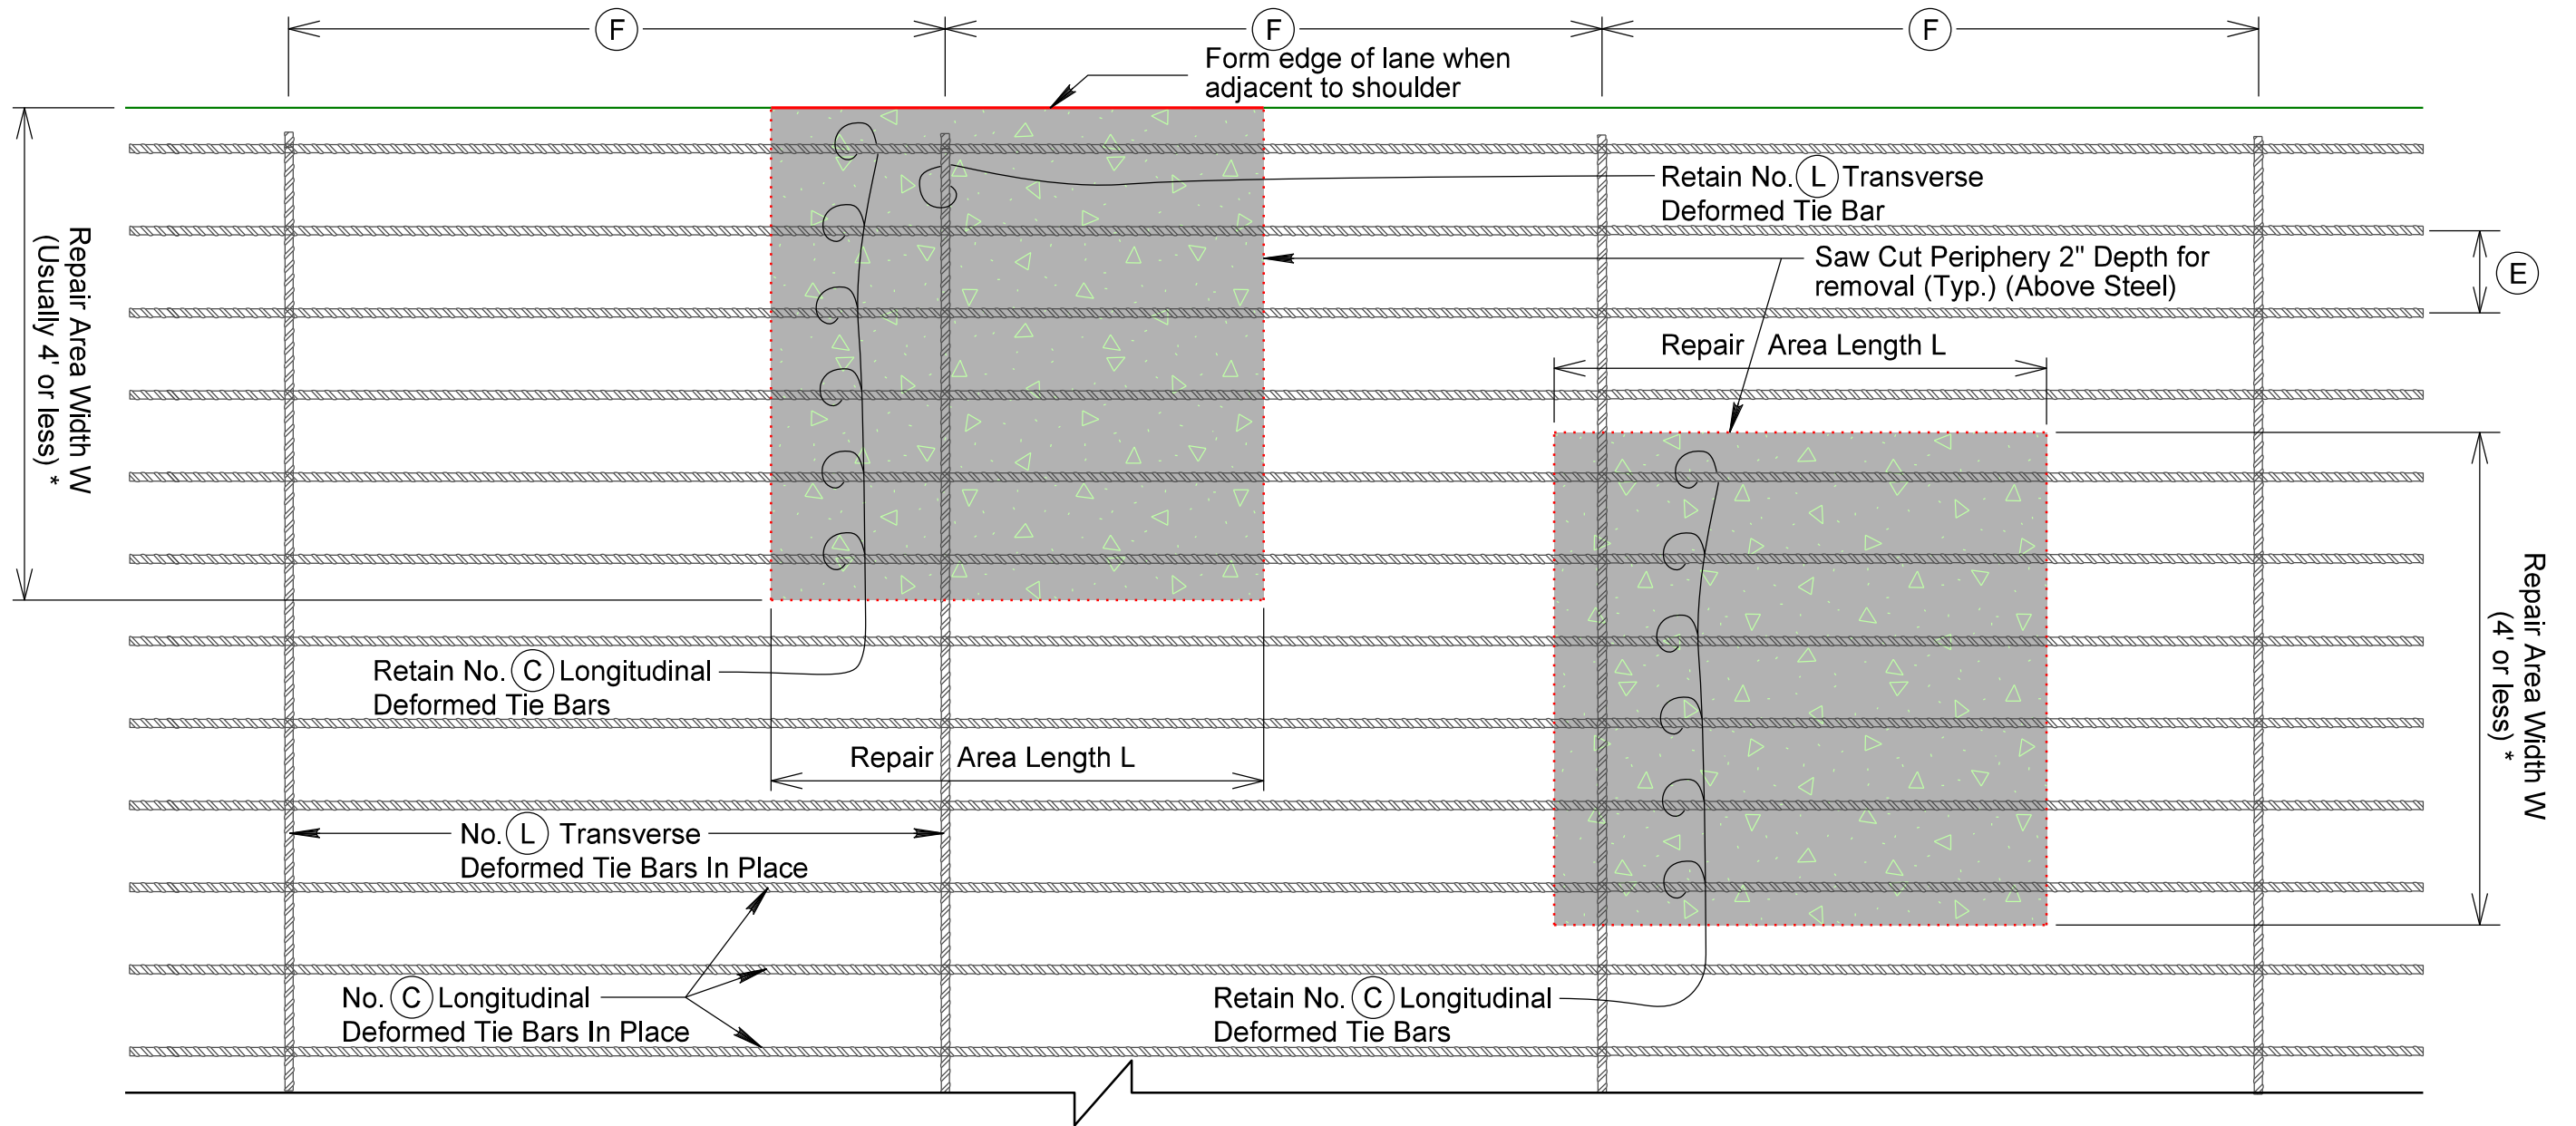 F
F
F
Form edge of lane when
adjacent to shoulder
Retain No. L Transverse
Deformed Tie Bar
Saw Cut Periphery 2" Depth for
removal (Typ.) (Above Steel)
E
Repair Area Length L
Repair Area Width W
(Usually 4' or less) *
Repair Area Width W
(4' or less) *
Retain No. C Longitudinal
Deformed Tie Bars
Repair Area Length L
No. L Transverse
Deformed Tie Bars In Place
No. C Longitudinal
Deformed Tie Bars In Place
Retain No. C Longitudinal
Deformed Tie Bars